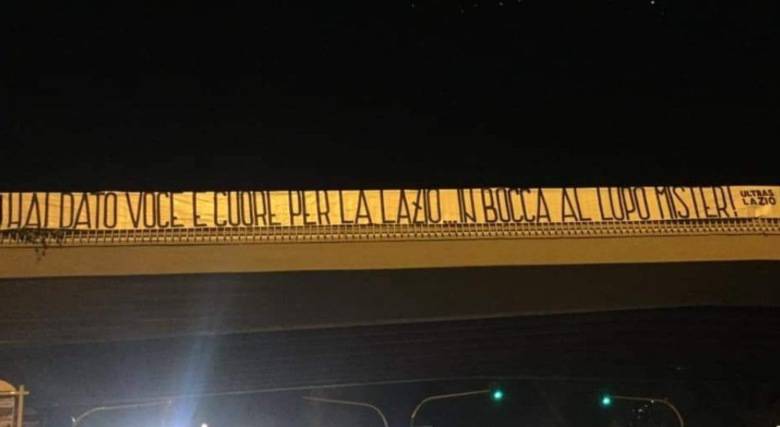 HAI DATO VOCE E CUORE PER LA LAZIO...IN BOCCA AL LUPO MISTER!
ULTRAS
LAZIO